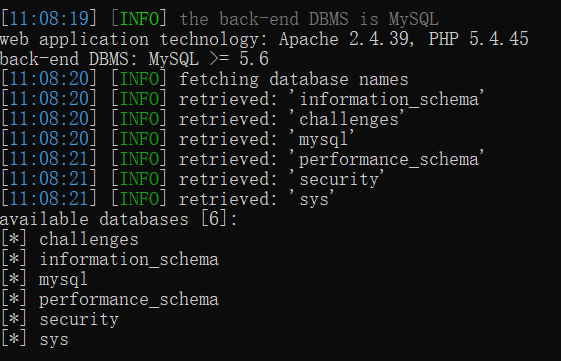 [11:08:19] [INFO] the back-end DBMS is MySQL
web application technology: Apache 2.4.39, PHP 5.4.45
back-end DBMS: MySQL >= 5.6
[11:08:20] [INFO] fetching database names
[11:08:20] [INFO] retrieved: 'information_schema'
[11:08:20] [INFO] retrieved: 'challenges'
[11:08:20] [INFO] retrieved: 'mysql'
[11:08:21] [INFO] retrieved: 'performance_schema'
[11:08:21] [INFO] retrieved: 'security'
[11:08:21] [INFO] retrieved: 'sys'
available databases [6]:
[*] challenges
[*] information_schema
[*] mysql
[*] performance_schema
[*] security
[*] sys